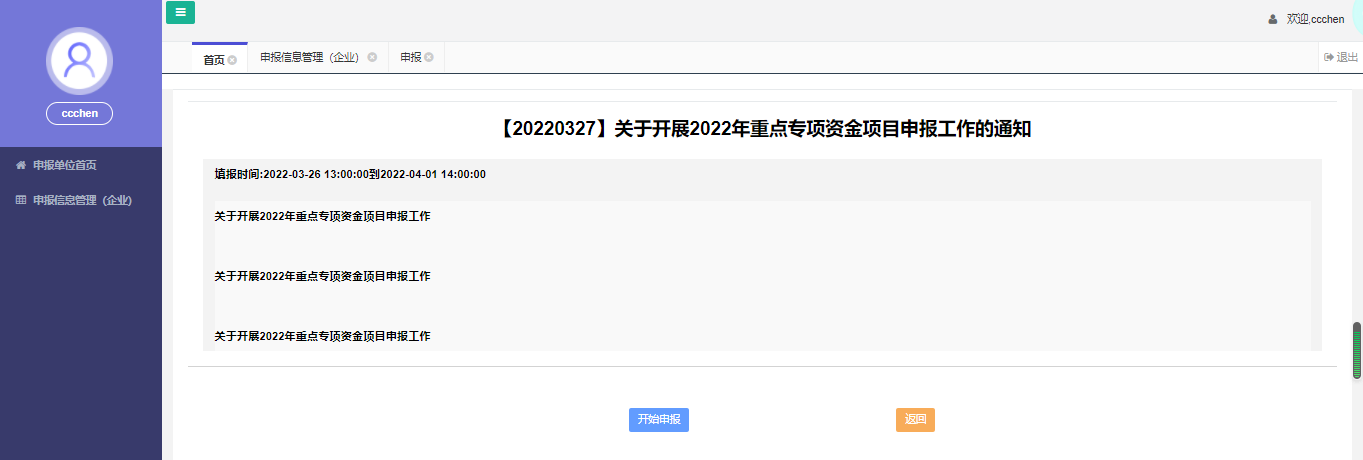 欢迎,ccchen
首页
申报信息管理（企业）
申报
退出
ccchen
申报单位首页
申报信息管理（企业）
【20220327】关于开展2022年重点专项资金项目申报工作的通知
填报时间:2022-03-26 13:00:00到2022-04-01 14:00:00
关于开展2022年重点专项资金项目申报工作
关于开展2022年重点专项资金项目申报工作
关于开展2022年重点专项资金项目申报工作
开始申报
返回